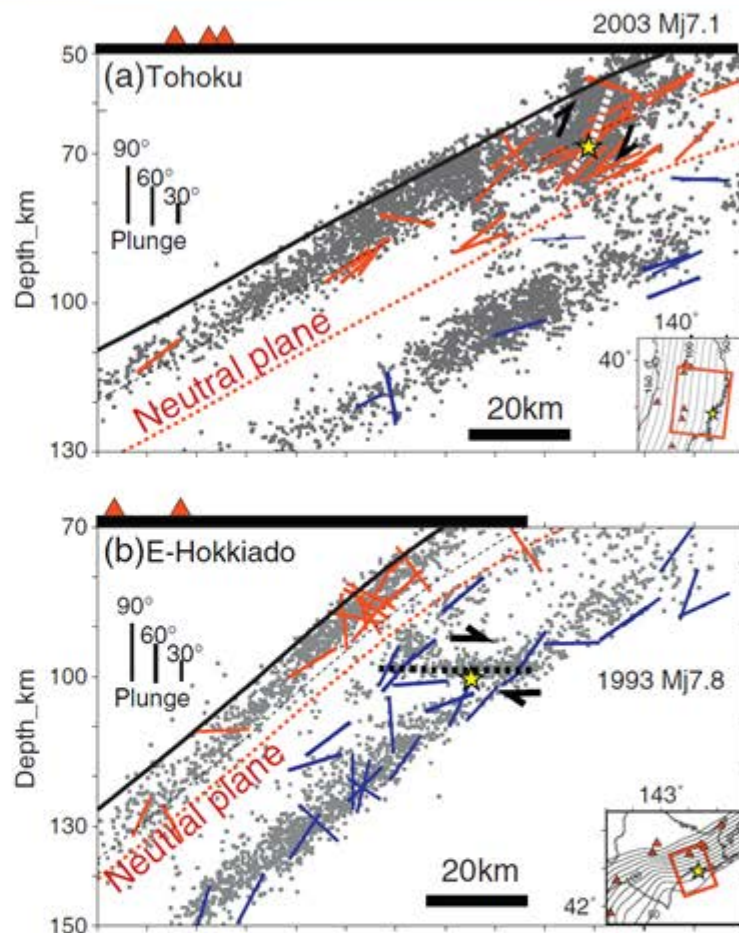 2003 Mj7.1
50
(a)Tohoku
90°
70
60°
30°
Plunge
Depth_km
100
Neutral plane
140°
40°
20km
130
70
(b)E-Hokkiado
90°
60°
30°
100
Plunge
1993 Mj7.8
Depth_km
Neutral plane
143°
130
20km
42°
150